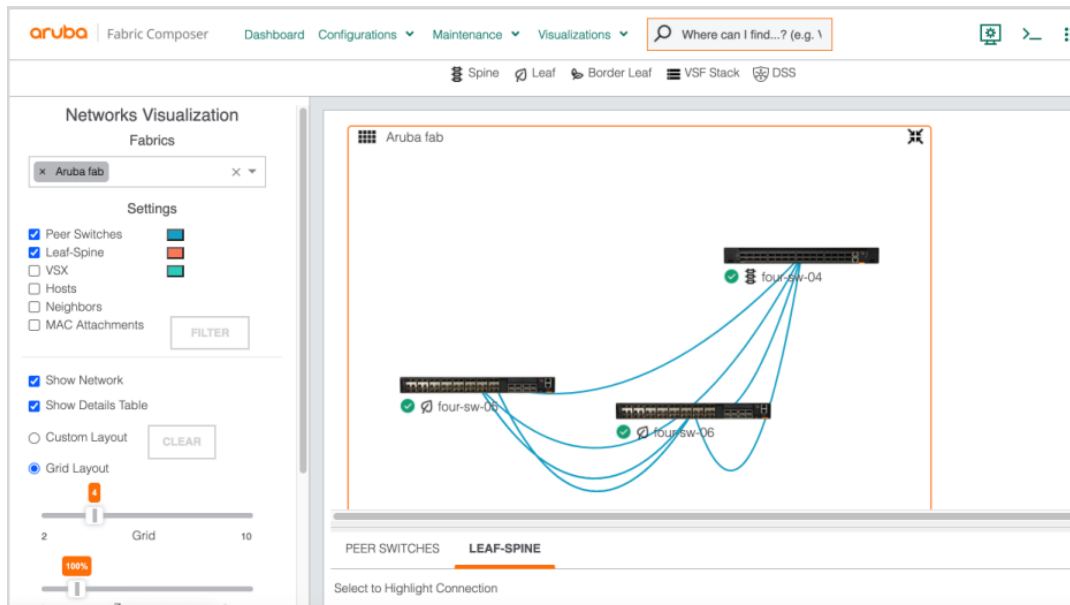 aruba Fabric Composer Dashboard Configurations Maintenance Visualizations Where can I find...? (e.g. V
Spine Leaf Border Leaf VSF Stack DSS
Networks Visualization
Fabrics
× Aruba fab
Settings
Peer Switches
Leaf-Spine
VSX
Hosts
Neighbors
MAC Attachments
FILTER
Show Network
Show Details Table
Custom Layout
CLEAR
Grid Layout
4
2 Grid 10
100%
Aruba fab
four-sw-04
four-sw-05
four-sw-06
PEER SWITCHES LEAF-SPINE
Select to Highlight Connection